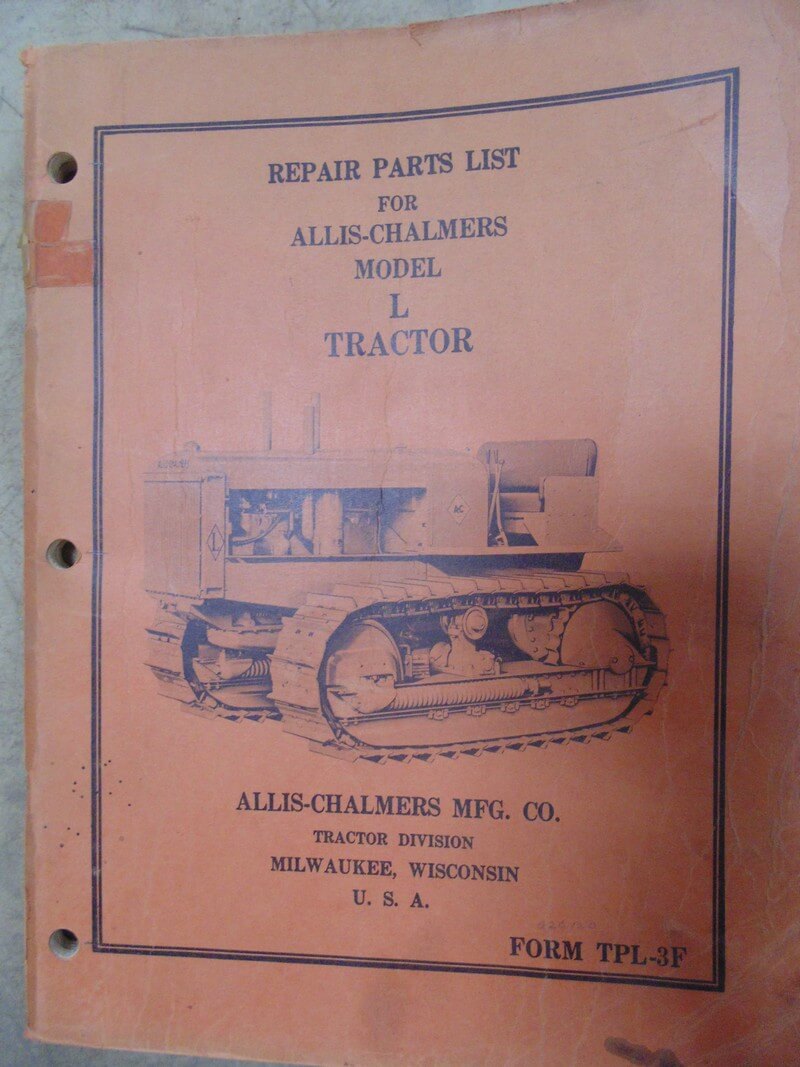 REPAIR PARTS LIST
FOR
ALLIS-CHALMERS
MODEL
L
TRACTOR
AC
L
ALLIS-CHALMERS MFG. CO.
TRACTOR DIVISION
MILWAUKEE, WISCONSIN
U. S. A.
FORM TPL-3F